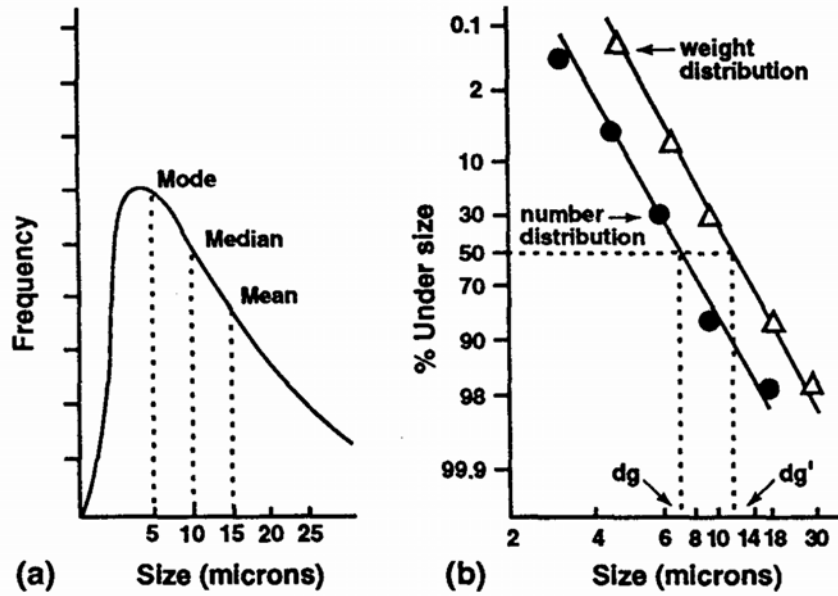 Frequency
Mode
Median
Mean
5 10 15 20 25
(a) Size (microns)
% Under size
0.1
2
10
30
50
70
90
98
99.9
weight
distribution
number
distribution
dg
dg'
2 4 6 8 10 14 18 30
(b) Size (microns)